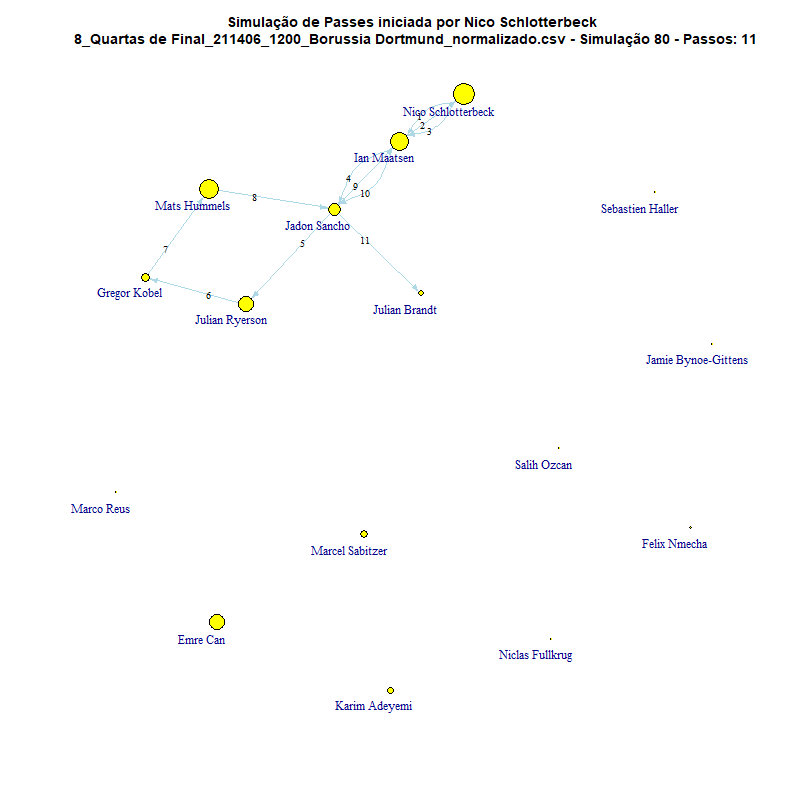 Simulação de Passes iniciada por Nico Schlotterbeck
8_Quartas de Final_211406_1200_Borussia Dortmund_normalizado.csv - Simulação 80 - Passos: 11
Nico Schlotterbeck
1
2
3
Ian Maatsen
4
9
10
Mats Hummels
8
Sebastien Haller
Jadon Sancho
5
11
7
Gregor Kobel
6
Julian Ryerson
Julian Brandt
Jamie Bynoe-Gittens
Salih Ozcan
Marco Reus
Marcel Sabitzer
Felix Nmecha
Emre Can
Niclas Fullkrug
Karim Adeyemi